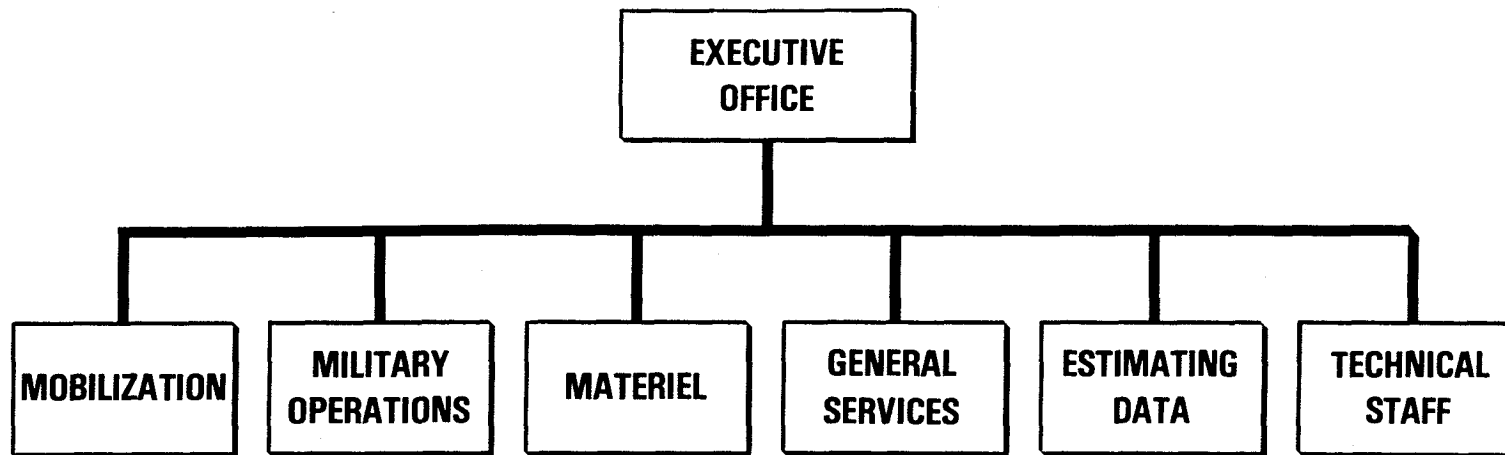 EXECUTIVE
OFFICE
MOBILIZATION
MILITARY
OPERATIONS
MATERIEL
GENERAL
SERVICES
ESTIMATING
DATA
TECHNICAL
STAFF